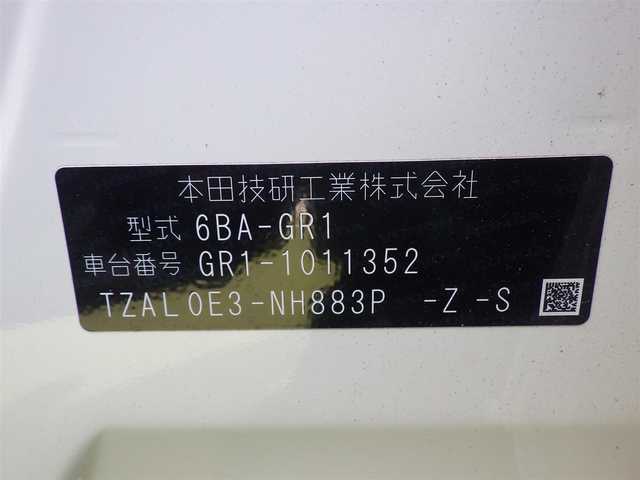 本田技研工業株式会社
型式 6BA-GR1
車台番号 GR1-1011352
TZAL0E3-NH883P -Z -S